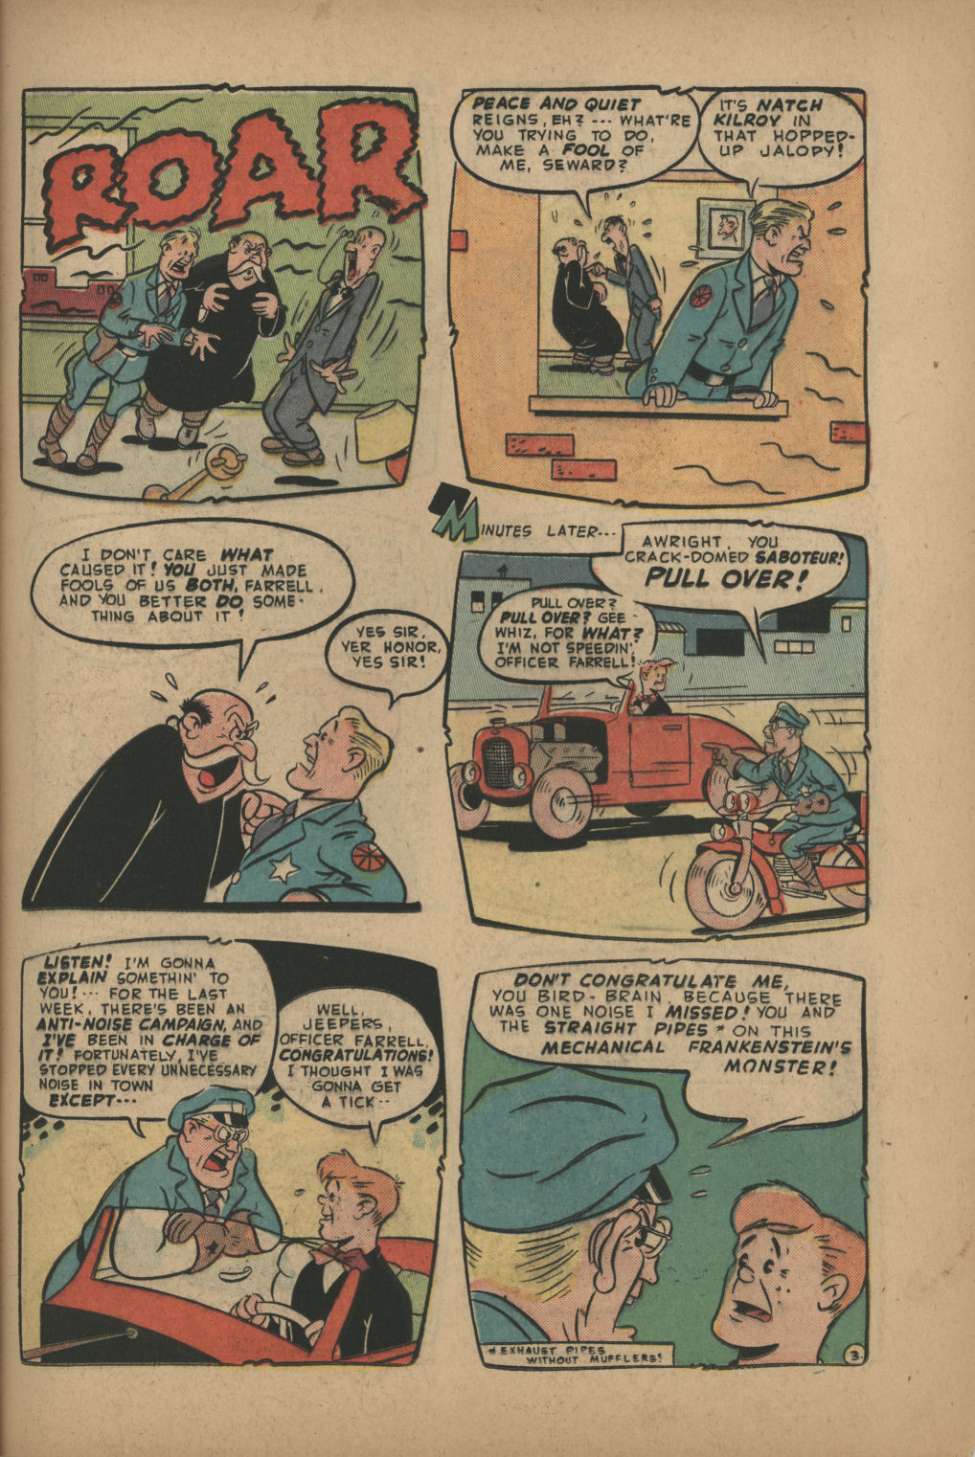 ROAR
PEACE AND QUIET
REIGNS, EH? --- WHAT'RE
YOU TRYING TO DO,
MAKE A FOOL OF
ME, SEWARD?
IT'S NATCH
KILROY IN
THAT HOPPED-
UP JALOPY!
I DON'T CARE WHAT
CAUSED IT! YOU JUST MADE
FOOLS OF US BOTH, FARRELL,
AND YOU BETTER DO SOME-
THING ABOUT IT!
YES SIR,
YER HONOR,
YES SIR!
MINUTES LATER---
AWRIGHT, YOU
CRACK-DOMED SABOTEUR!
PULL OVER!
PULL OVER?
PULL OVER? GEE-
WHIZ, FOR WHAT?
I'M NOT SPEEDIN',
OFFICER FARRELL!
LISTEN! I'M GONNA
EXPLAIN SOMETHIN' TO
YOU! --- FOR THE LAST
WEEK, THERE'S BEEN AN
ANTI-NOISE CAMPAIGN, AND
I'VE BEEN IN CHARGE OF
IT! FORTUNATELY, I'VE
STOPPED EVERY UNNECESSARY
NOISE IN TOWN
EXCEPT---
WELL,
JEEPERS,
OFFICER FARRELL,
CONGRATULATIONS!
I THOUGHT I WAS
GONNA GET
A TICK--
DON'T CONGRATULATE ME,
YOU BIRD-BRAIN, BECAUSE THERE
WAS ONE NOISE I MISSED! YOU AND
THE STRAIGHT PIPES* ON THIS
MECHANICAL FRANKENSTEIN'S
MONSTER!
* EXHAUST PIPES
WITHOUT MUFFLERS!
3.